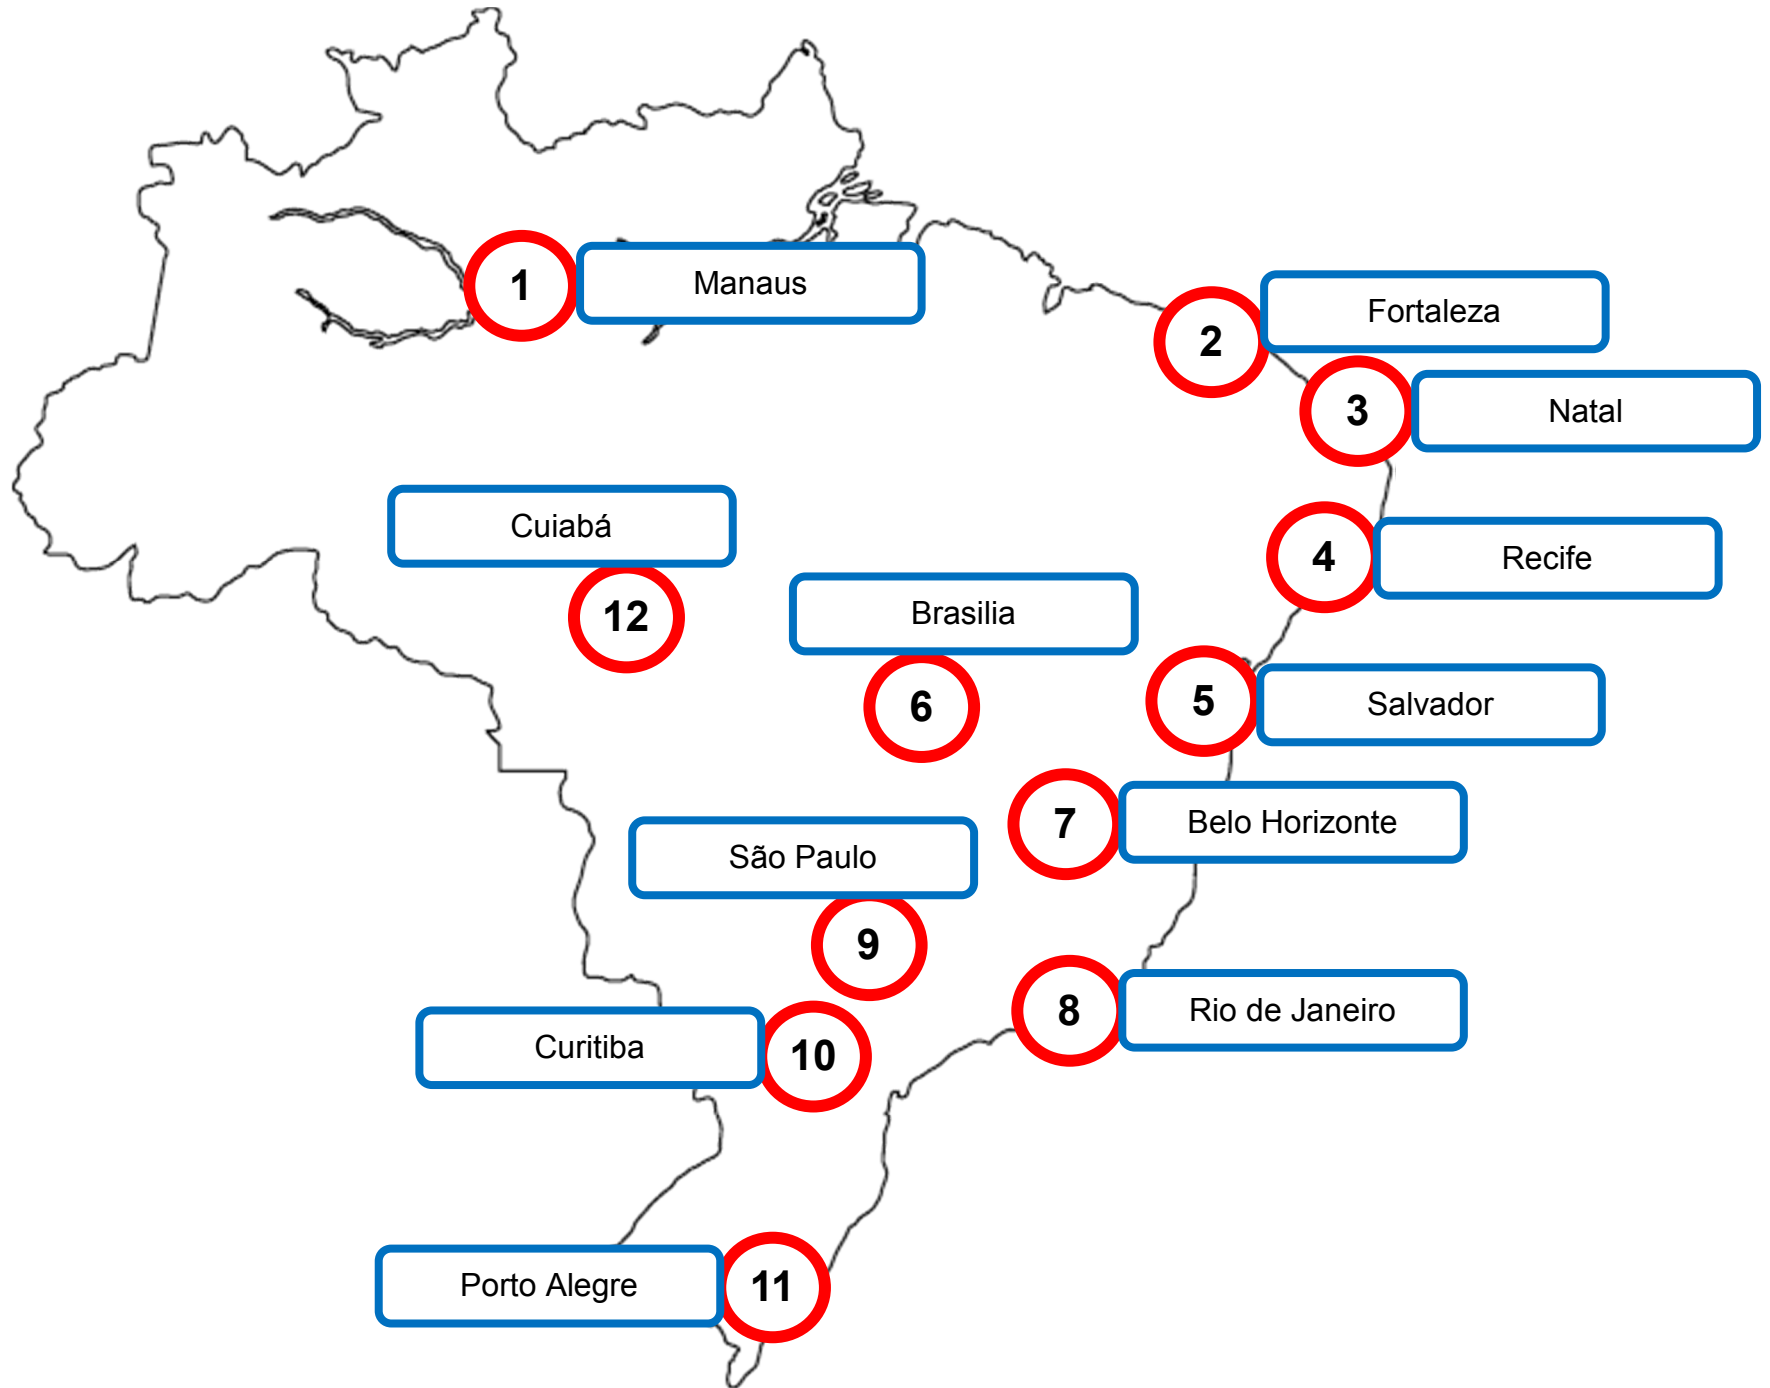 1
Manaus
Fortaleza
2
3
Natal
Cuiabá
4
Recife
12
Brasilia
6
5
Salvador
7
Belo Horizonte
São Paulo
9
8
Rio de Janeiro
Curitiba
10
Porto Alegre
11